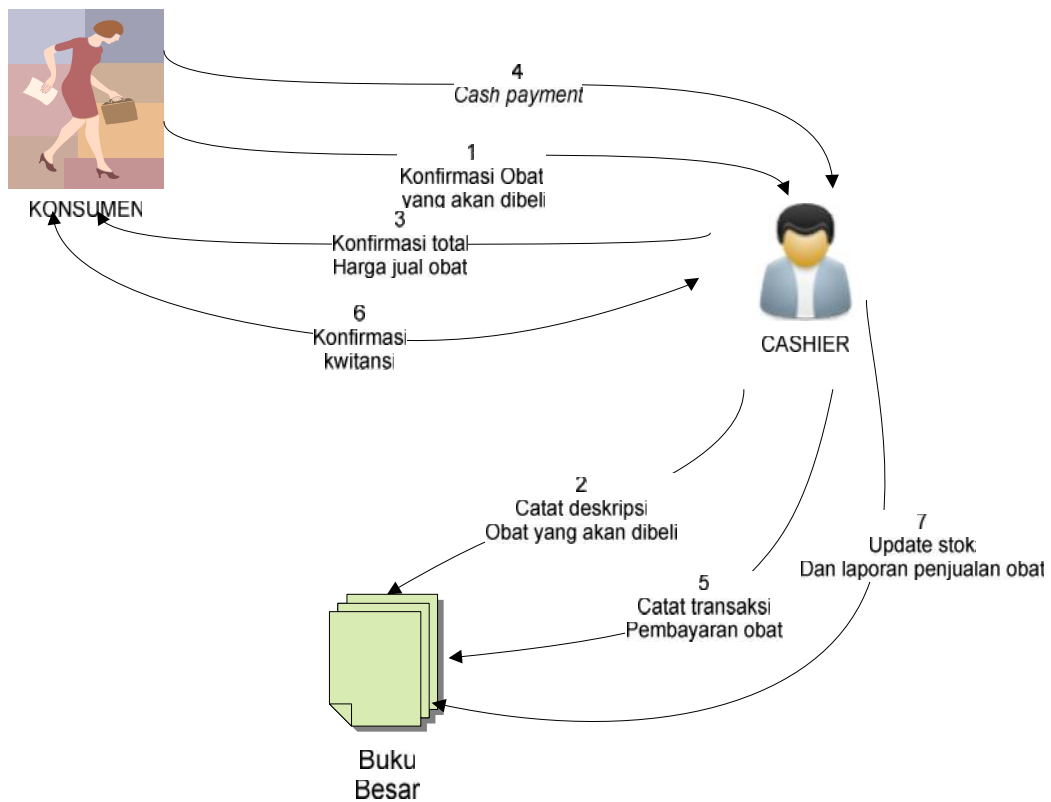 4
Cash payment
1
Konfirmasi Obat
yang akan dibeli
KONSUMEN
3
Konfirmasi total
Harga jual obat
6
Konfirmasi
kwitansi
CASHIER
2
Catat deskripsi
Obat yang akan dibeli
7
Update stok
Dan laporan penjualan obat
5
Catat transaksi
Pembayaran obat
Buku
Besar